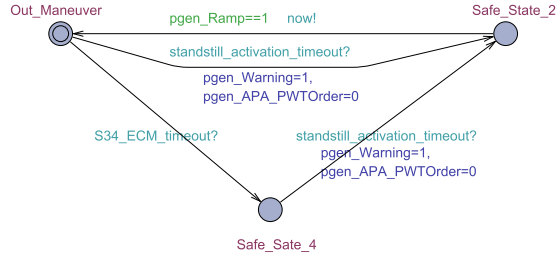 Out_Maneuver
Safe_State_2
pgen_Ramp==1 now!
standstill_activation_timeout?
pgen_Warning=1,
pgen_APA_PWTOrder=0
S34_ECM_timeout?
standstill_activation_timeout?
pgen_Warning=1,
pgen_APA_PWTOrder=0
Safe_Sate_4